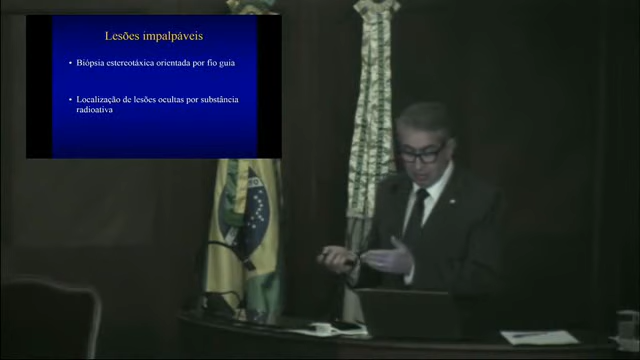 Lesões impalpáveis
• Biópsia estereotáxica orientada por fio guia
• Localização de lesões ocultas por substância
radioativa